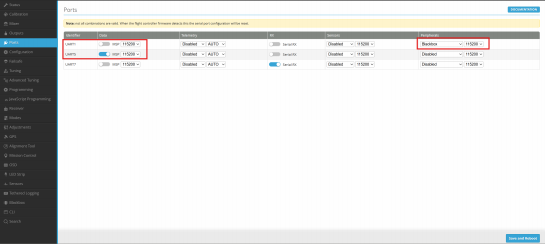 Status
Calibration
Mixer
Outputs
Ports
Configuration
Failsafe
Tuning
Advanced Tuning
Programming
JavaScript Programming
Receiver
Modes
Adjustments
GPS
Alignment Tool
Mission Control
OSD
LED Strip
Sensors
Tethered Logging
Blackbox
CLI
Search
Ports
DOCUMENTATION
Note: not all combinations are valid. When the flight controller firmware detects this the serial port configuration will be reset.
Identifier Data Telemetry RX Sensors Peripherals
UART1 MSP 115200 Disabled AUTO Serial RX Disabled 115200 Blackbox 115200
MSP 115200 Disabled AUTO Serial RX Disabled 115200 Disabled 115200
MSP 115200 Disabled AUTO Serial RX Disabled 115200 Disabled 115200
Save and Reboot